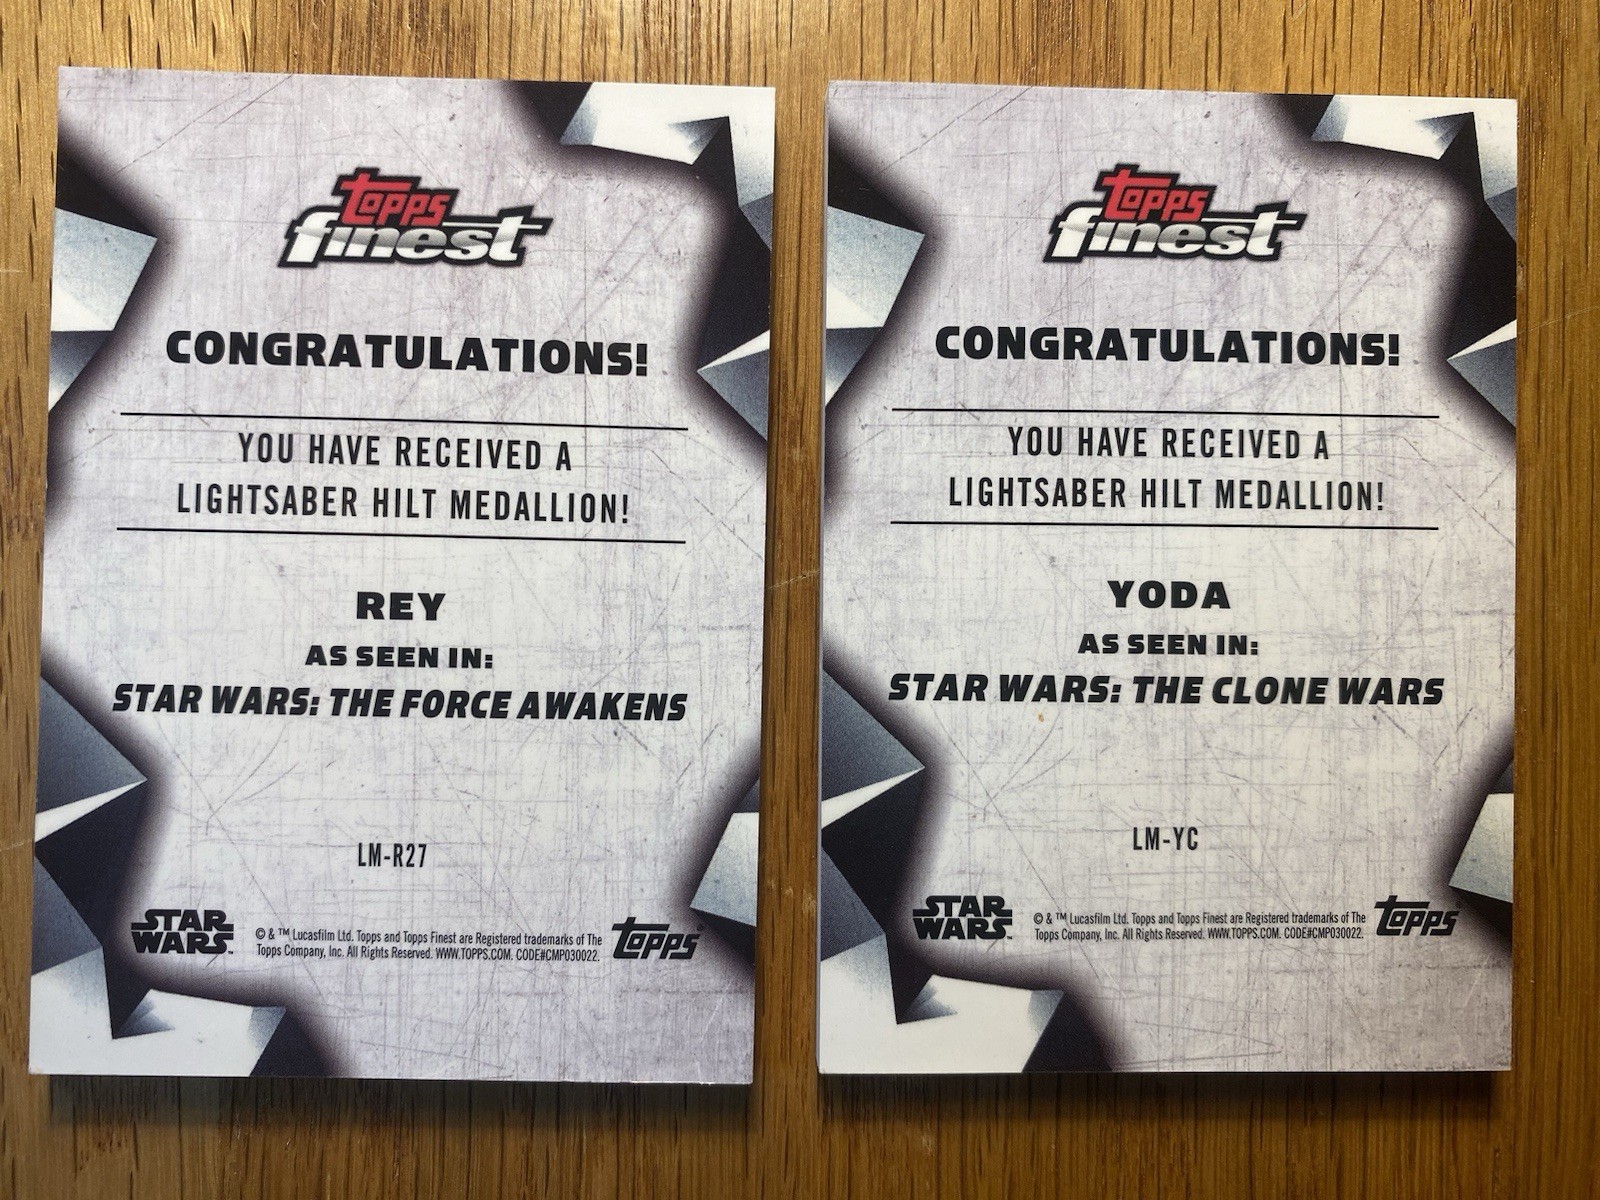 topps
finest
CONGRATULATIONS!
YOU HAVE RECEIVED A
LIGHTSABER HILT MEDALLION!
REY
AS SEEN IN:
STAR WARS: THE FORCE AWAKENS
LM-R27
STAR
WARS™
© & ™ Lucasfilm Ltd. Topps and Topps Finest are Registered trademarks of The
Topps Company, Inc. All Rights Reserved. WWW.TOPPS.COM. CODE#CMP030022.
topps®
topps
finest
CONGRATULATIONS!
YOU HAVE RECEIVED A
LIGHTSABER HILT MEDALLION!
YODA
AS SEEN IN:
STAR WARS: THE CLONE WARS
LM-YC
STAR
WARS™
© & ™ Lucasfilm Ltd. Topps and Topps Finest are Registered trademarks of The
Topps Company, Inc. All Rights Reserved. WWW.TOPPS.COM. CODE#CMP030022.
topps®